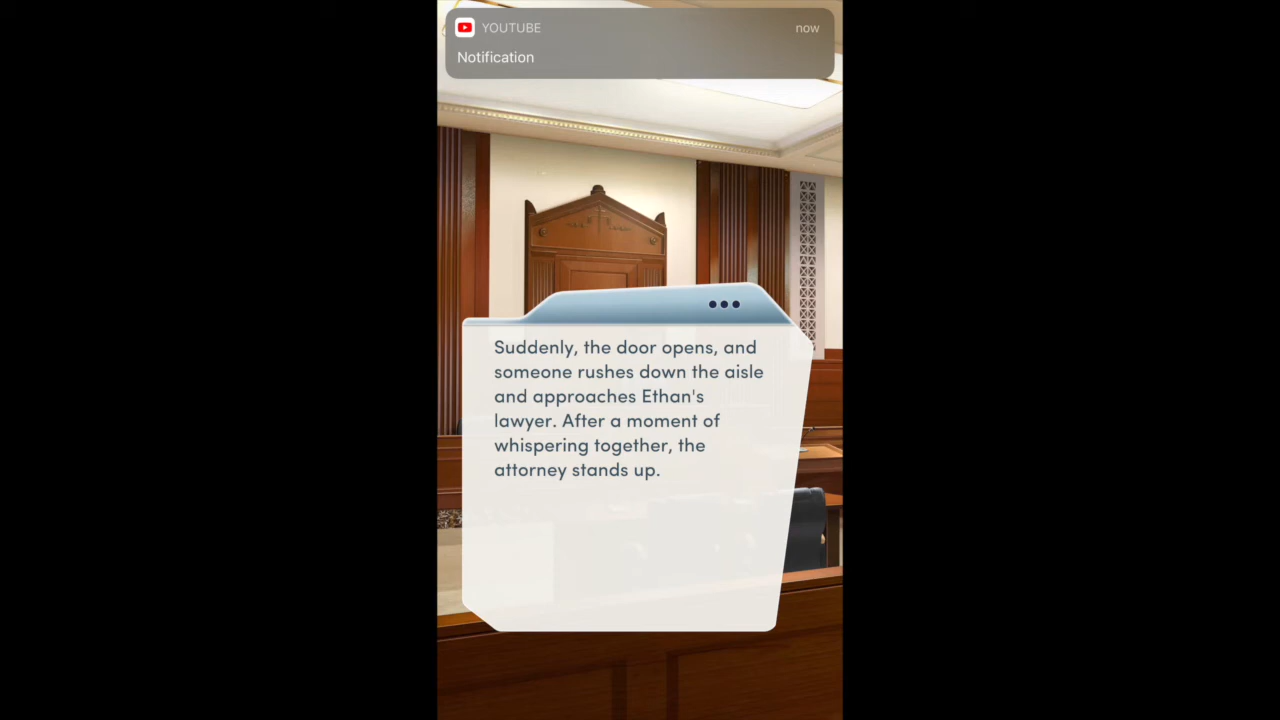 YOUTUBE now
Notification
Suddenly, the door opens, and
someone rushes down the aisle
and approaches Ethan's
lawyer. After a moment of
whispering together, the
attorney stands up.